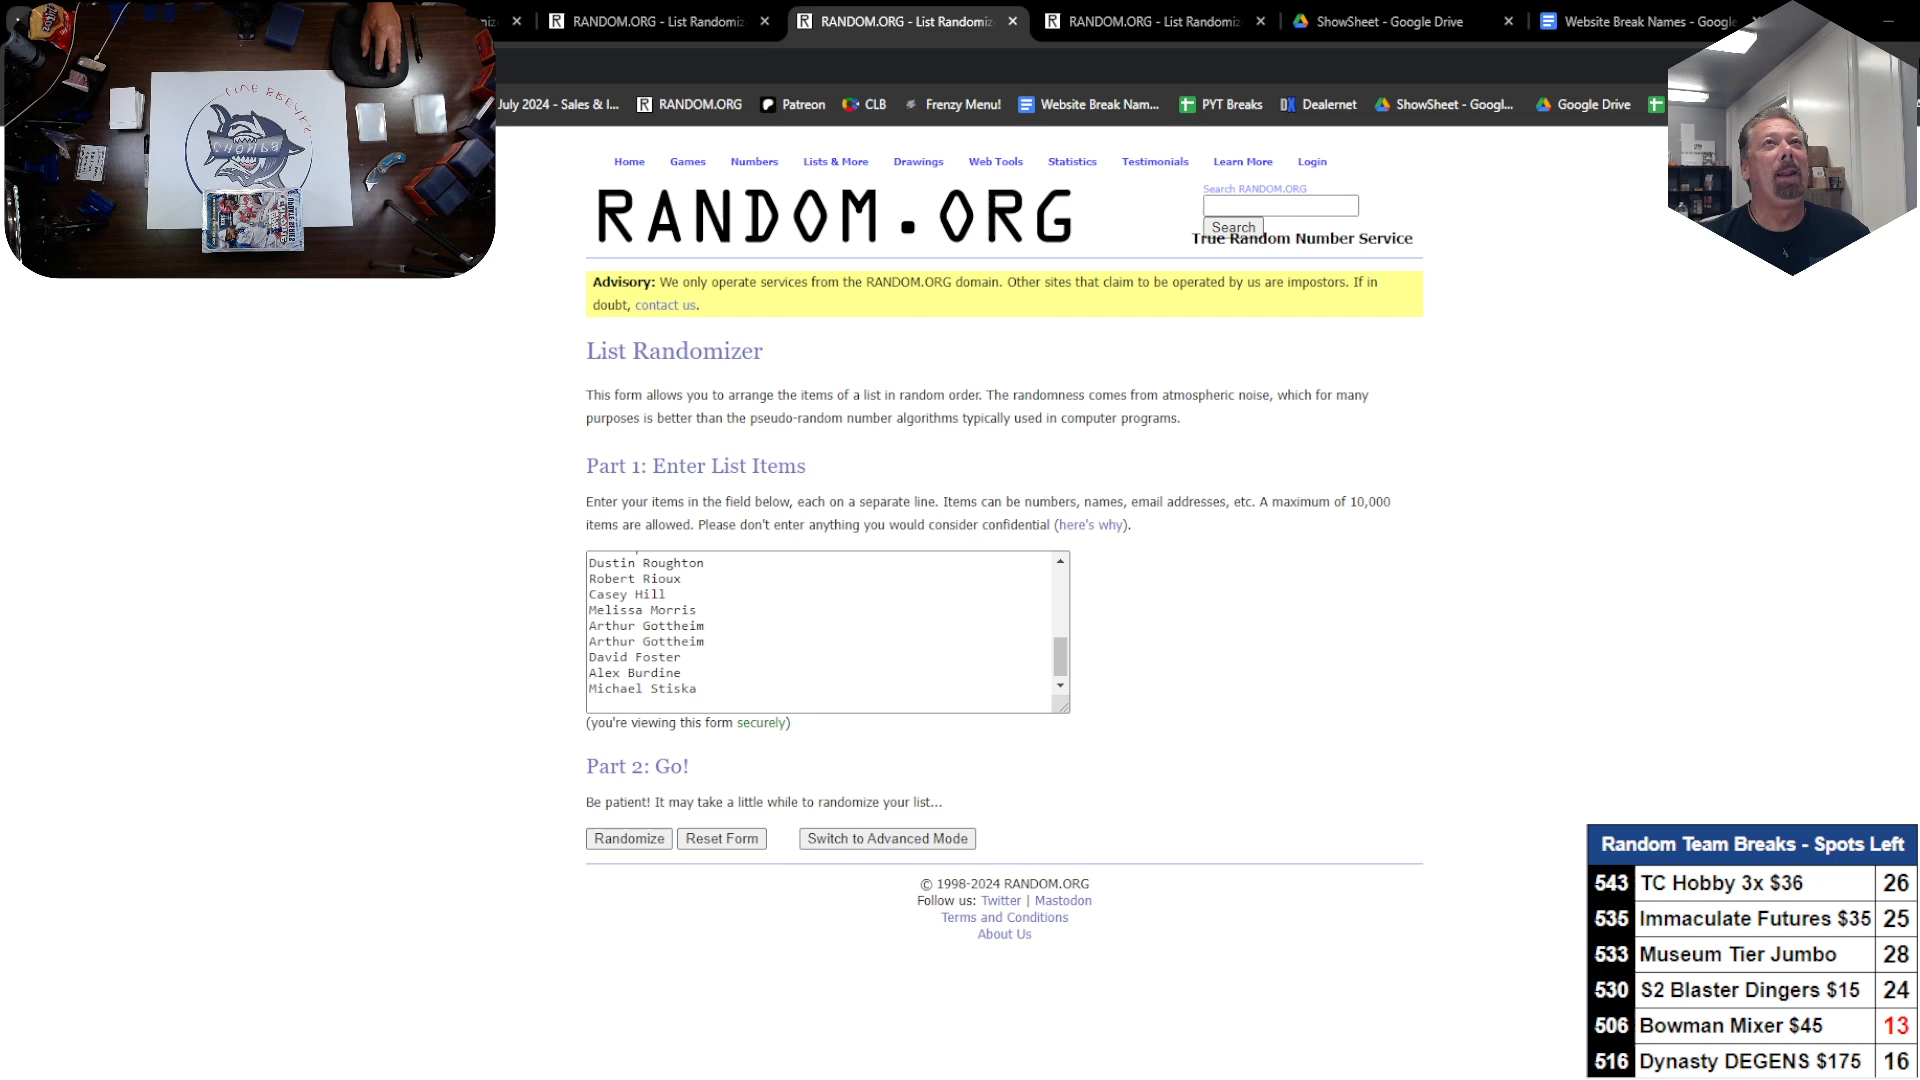 RANDOM.ORG - List Randomiz
RANDOM.ORG - List Randomiz
RANDOM.ORG - List Randomiz
ShowSheet - Google Drive
Website Break Names - Google
July 2024 - Sales & I...
RANDOM.ORG
Patreon
CLB
Frenzy Menu!
Website Break Nam...
PYT Breaks
Dealernet
ShowSheet - Googl...
Google Drive
Home Games Numbers Lists & More Drawings Web Tools Statistics Testimonials Learn More Login
RANDOM.ORG
Search RANDOM.ORG
Search
True Random Number Service
Advisory: We only operate services from the RANDOM.ORG domain. Other sites that claim to be operated by us are impostors. If in
doubt, contact us.
List Randomizer
This form allows you to arrange the items of a list in random order. The randomness comes from atmospheric noise, which for many
purposes is better than the pseudo-random number algorithms typically used in computer programs.
Part 1: Enter List Items
Enter your items in the field below, each on a separate line. Items can be numbers, names, email addresses, etc. A maximum of 10,000
items are allowed. Please don't enter anything you would consider confidential (here's why).
Dustin Roughton
Robert Rioux
Casey Hill
Melissa Morris
Arthur Gottheim
Arthur Gottheim
David Foster
Alex Burdine
Michael Stiska
(you're viewing this form securely)
Part 2: Go!
Be patient! It may take a little while to randomize your list...
Randomize Reset Form Switch to Advanced Mode
© 1998-2024 RANDOM.ORG
Follow us: Twitter | Mastodon
Terms and Conditions
About Us
Random Team Breaks - Spots Left
543 TC Hobby 3x $36 26
535 Immaculate Futures $35 25
533 Museum Tier Jumbo 28
530 S2 Blaster Dingers $15 24
506 Bowman Mixer $45 13
516 Dynasty DEGENS $175 16